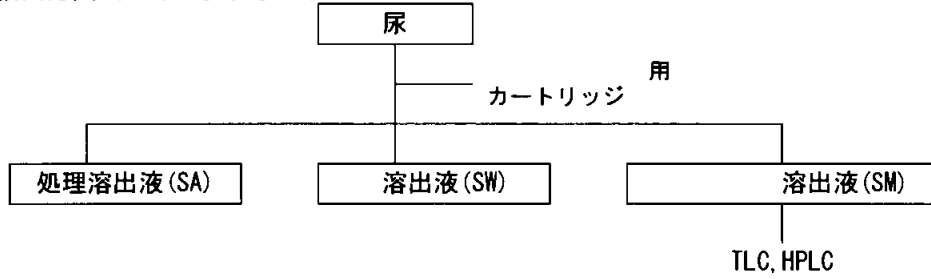 尿
用
カートリッジ
処理溶出液(SA)
溶出液(SW)
溶出液(SM)
TLC, HPLC